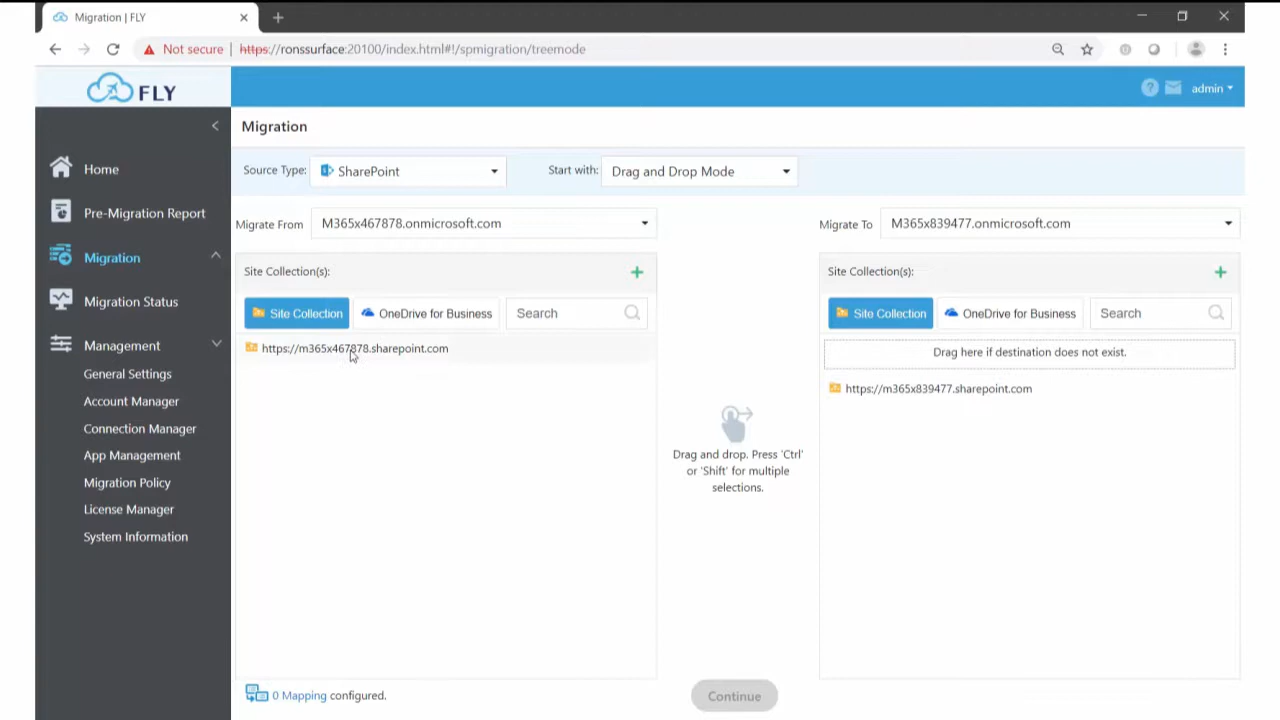 Migration | FLY
Not secure | https://ronssurface:20100/index.html#!/spmigration/treemode
FLY
admin
Home
Pre-Migration Report
Migration
Migration Status
Management
General Settings
Account Manager
Connection Manager
App Management
Migration Policy
License Manager
System Information
Migration
Source Type: SharePoint Start with: Drag and Drop Mode
Migrate From M365x467878.onmicrosoft.com
Site Collection(s):
Site Collection OneDrive for Business Search
https://m365x467878.sharepoint.com
Drag and drop. Press 'Ctrl'
or 'Shift' for multiple
selections.
Migrate To M365x839477.onmicrosoft.com
Site Collection(s):
Site Collection OneDrive for Business Search
Drag here if destination does not exist.
https://m365x839477.sharepoint.com
0 Mapping configured.
Continue